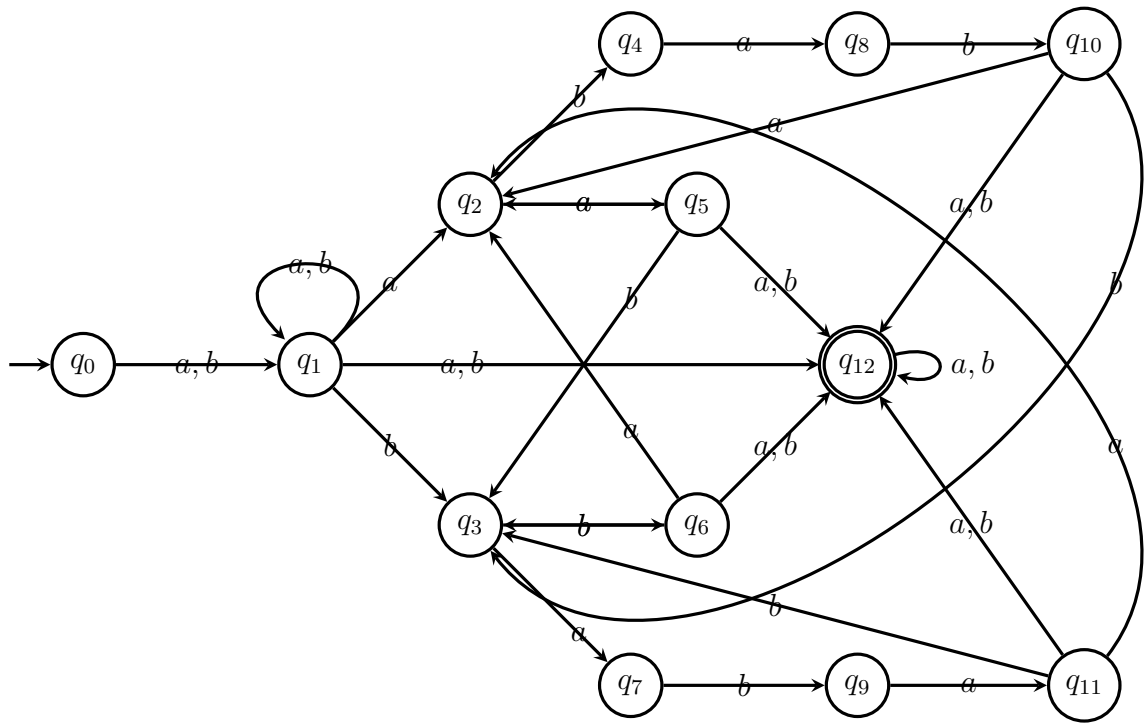 q4 a q8 b q10
b
a
q2 a q5 a, b
a, b a b a, b b
q0 a, b q1 a, b q12 a, b
b a a, b a
q3 b q6 a, b
b
a
q7 b q9 a q11